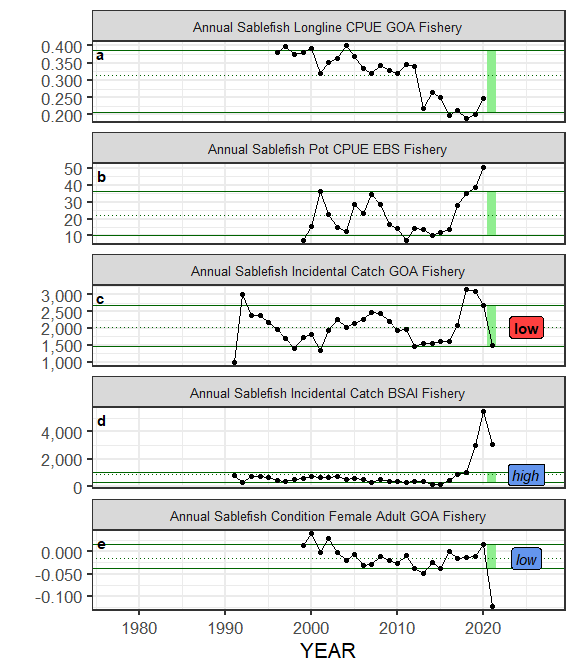 Annual Sablefish Longline CPUE GOA Fishery
a
0.400
0.350
0.300
0.250
0.200
Annual Sablefish Pot CPUE EBS Fishery
b
50
40
30
20
10
Annual Sablefish Incidental Catch GOA Fishery
c
3,000
2,500
2,000
1,500
1,000
low
Annual Sablefish Incidental Catch BSAI Fishery
d
4,000
2,000
0
high
Annual Sablefish Condition Female Adult GOA Fishery
e
0.000
-0.050
-0.100
low
1980 1990 2000 2010 2020
YEAR